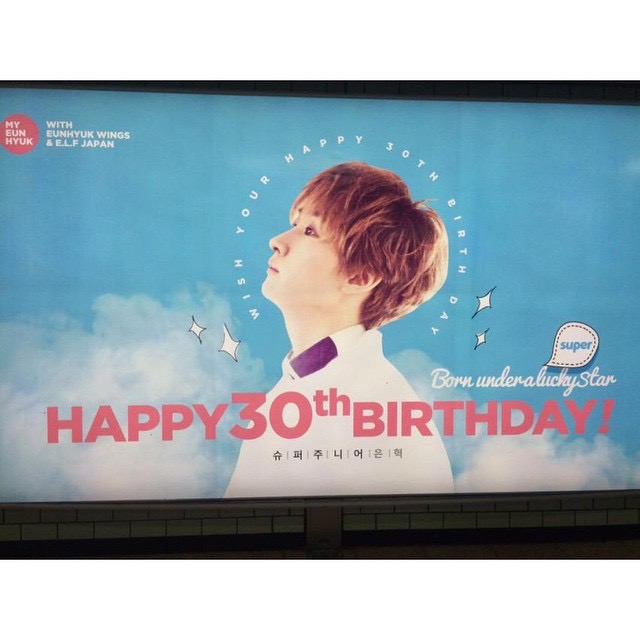 MY
EUN
HYUK
WITH
EUNHYUK WINGS
& E.L.F JAPAN
WISH YOUR HAPPY 30TH BIRTH DAY
super
Born under a lucky Star
HAPPY 30th BIRTHDAY!
슈|퍼|주|니|어|은|혁